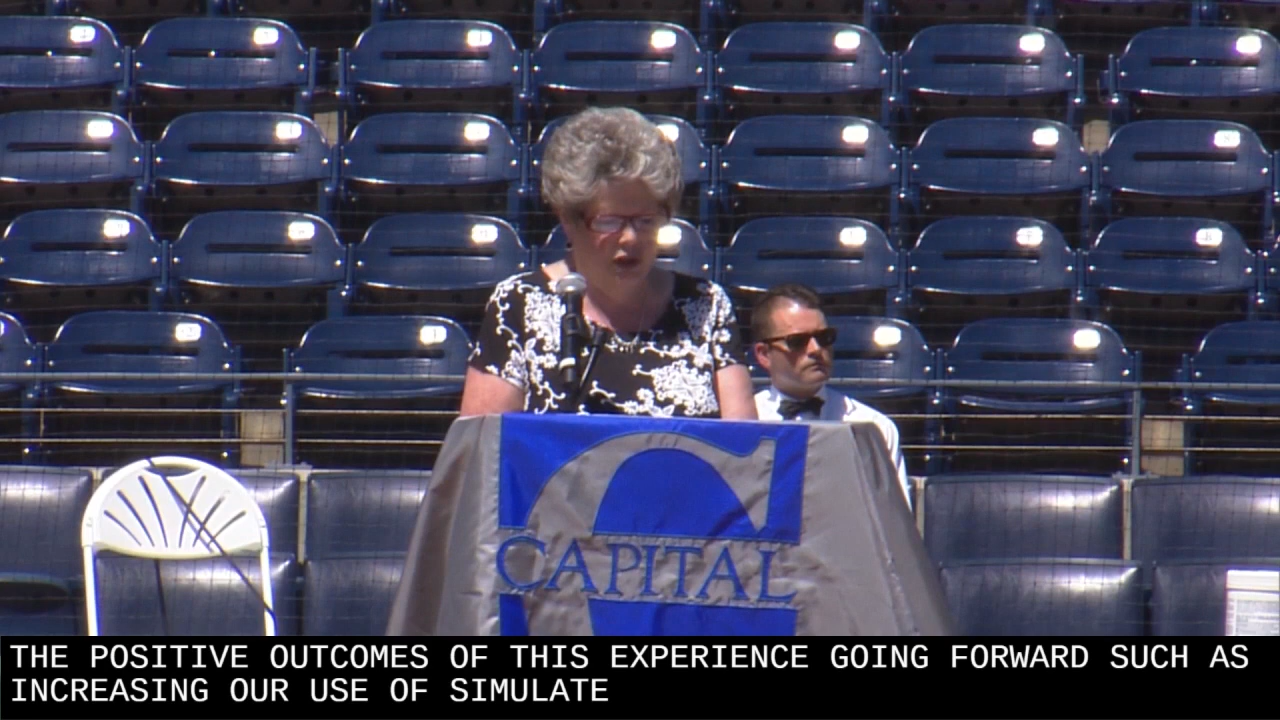 CAPITAL
THE POSITIVE OUTCOMES OF THIS EXPERIENCE GOING FORWARD SUCH AS
INCREASING OUR USE OF SIMULATE